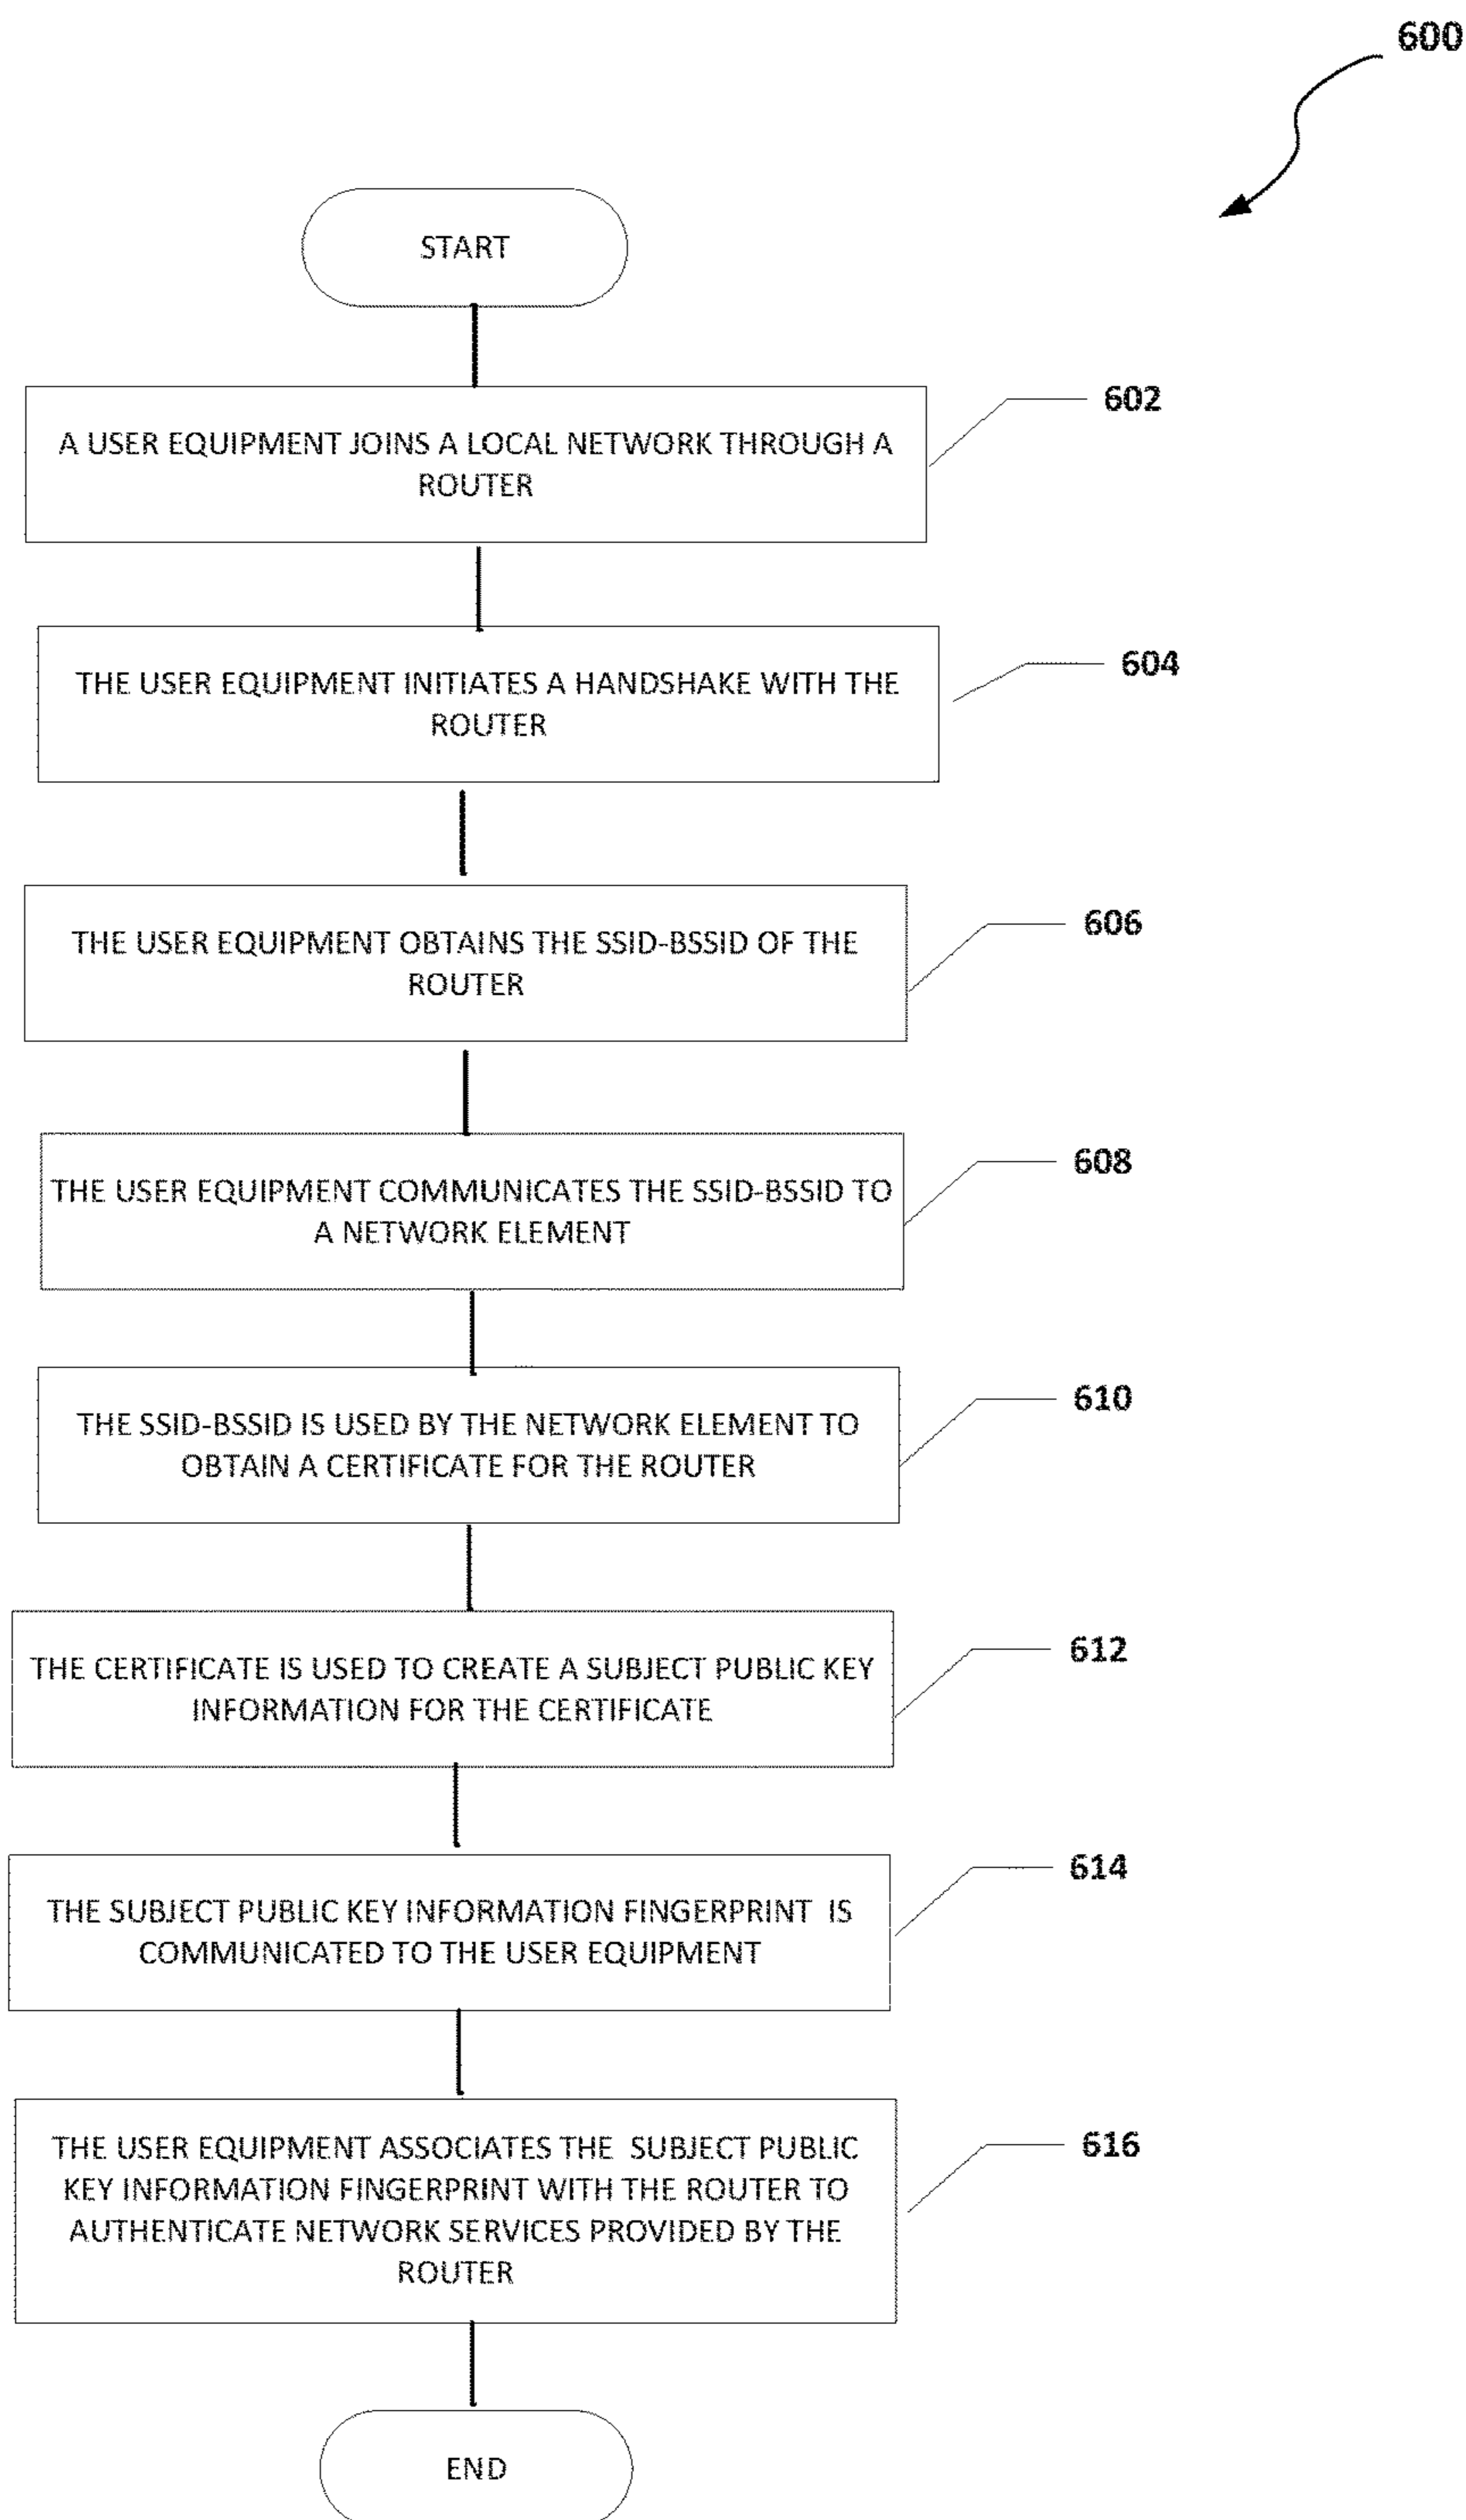 600
START
A USER EQUIPMENT JOINS A LOCAL NETWORK THROUGH A
ROUTER
602
THE USER EQUIPMENT INITIATES A HANDSHAKE WITH THE
ROUTER
604
THE USER EQUIPMENT OBTAINS THE SSID-BSSID OF THE
ROUTER
606
THE USER EQUIPMENT COMMUNICATES THE SSID-BSSID TO
A NETWORK ELEMENT
608
THE SSID-BSSID IS USED BY THE NETWORK ELEMENT TO
OBTAIN A CERTIFICATE FOR THE ROUTER
610
THE CERTIFICATE IS USED TO CREATE A SUBJECT PUBLIC KEY
INFORMATION FOR THE CERTIFICATE
612
THE SUBJECT PUBLIC KEY INFORMATION FINGERPRINT IS
COMMUNICATED TO THE USER EQUIPMENT
614
THE USER EQUIPMENT ASSOCIATES THE SUBJECT PUBLIC
KEY INFORMATION FINGERPRINT WITH THE ROUTER TO
AUTHENTICATE NETWORK SERVICES PROVIDED BY THE
ROUTER
616
END